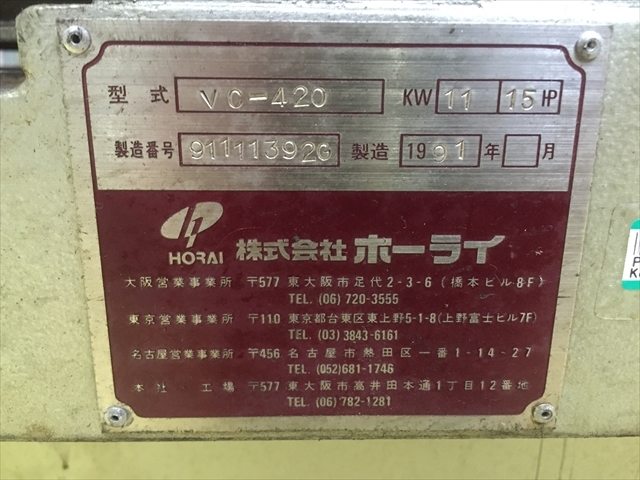 型式 VC-420 KW 11 15 HP
製造番号 91111392G 製造 1991年 月
HORAI 株式会社 ホーライ
大阪営業事業所 〒577 東大阪市足代2-3-6(橋本ビル8F)
TEL. (06) 720-3555
東京営業事業所 〒110 東京都台東区東上野5-1-8(上野富士ビル7F)
TEL. (03) 3843-6161
名古屋営業事業所 〒456 名古屋市熱田区一番1-14-27
TEL. (052)681-1746
本社工場 〒577 東大阪市高井田本通1丁目12番地
TEL. (06) 782-1281